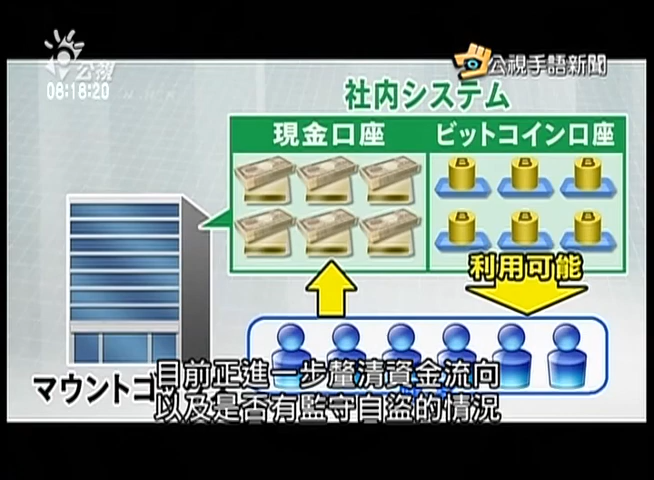 公視
08:18:20
公視手語新聞
社内システム
現金口座
ビットコイン口座
利用可能
マウントゴ
目前正進一步釐清資金流向
以及是否有監守自盜的情況